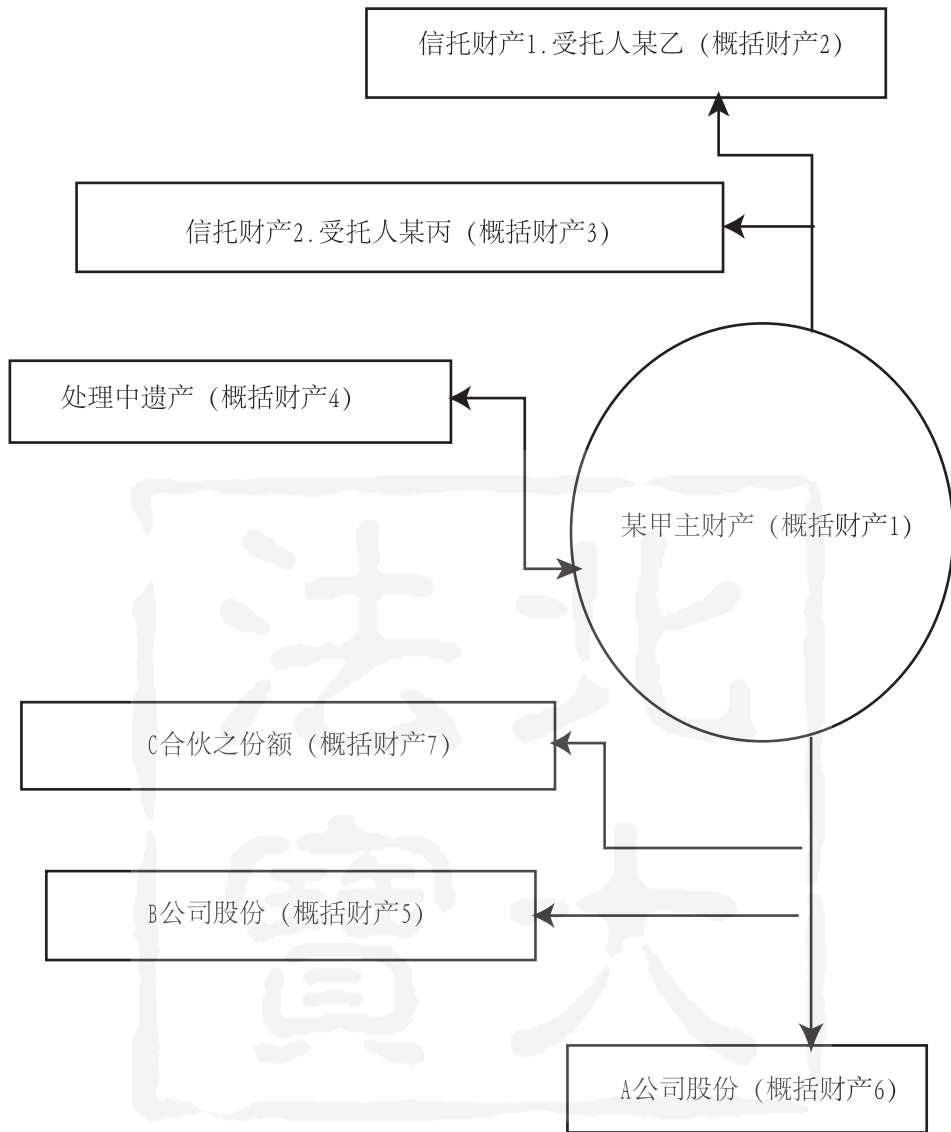 信托财产1.受托人某乙 (概括财产2)
信托财产2.受托人某丙 (概括财产3)
处理中遗产 (概括财产4)
某甲主财产 (概括财产1)
C合伙之份额 (概括财产7)
B公司股份 (概括财产5)
A公司股份 (概括财产6)
北大
法寶